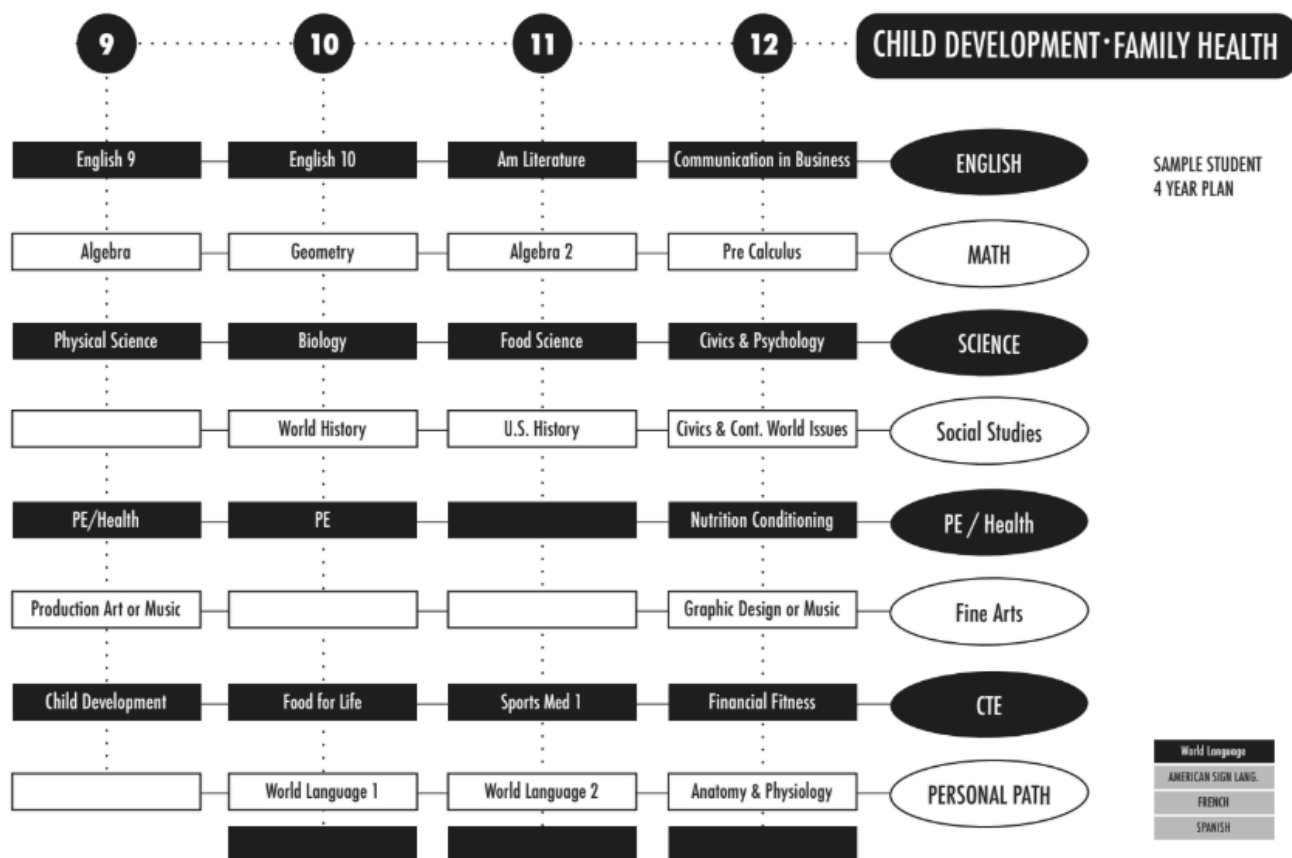 9
10
11
12
CHILD DEVELOPMENT·FAMILY HEALTH
English 9
English 10
Am Literature
Communication in Business
ENGLISH
SAMPLE STUDENT
4 YEAR PLAN
Algebra
Geometry
Algebra 2
Pre Calculus
MATH
Physical Science
Biology
Food Science
Civics & Psychology
SCIENCE
World History
U.S. History
Civics & Cont. World Issues
Social Studies
PE/Health
PE
Nutrition Conditioning
PE / Health
Production Art or Music
Graphic Design or Music
Fine Arts
Child Development
Food for Life
Sports Med 1
Financial Fitness
CTE
World Language 1
World Language 2
Anatomy & Physiology
PERSONAL PATH
World Language
AMERICAN SIGN LANG.
FRENCH
SPANISH